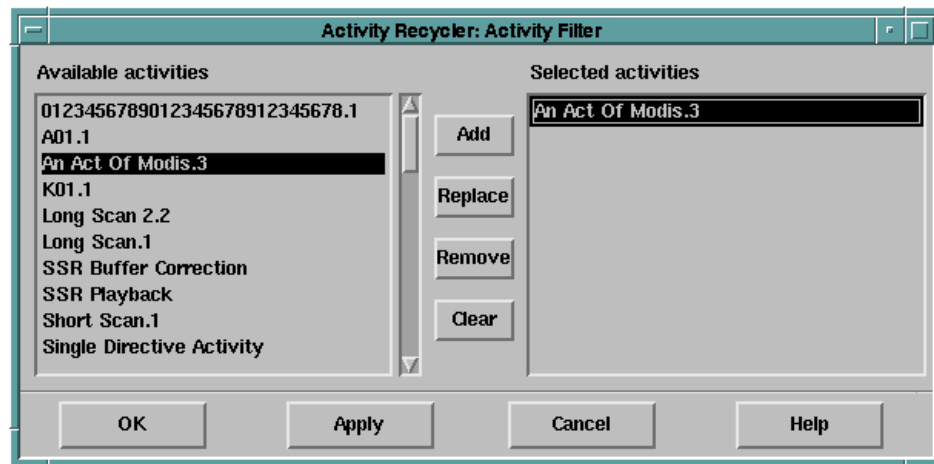 Activity Recycler: Activity Filter
Available activities
Selected activities
0123456789012345678912345678.1
A01.1
An Act Of Modis.3
K01.1
Long Scan 2.2
Long Scan.1
SSR Buffer Correction
SSR Playback
Short Scan.1
Single Directive Activity
Add
Replace
Remove
Clear
An Act Of Modis.3
OK
Apply
Cancel
Help